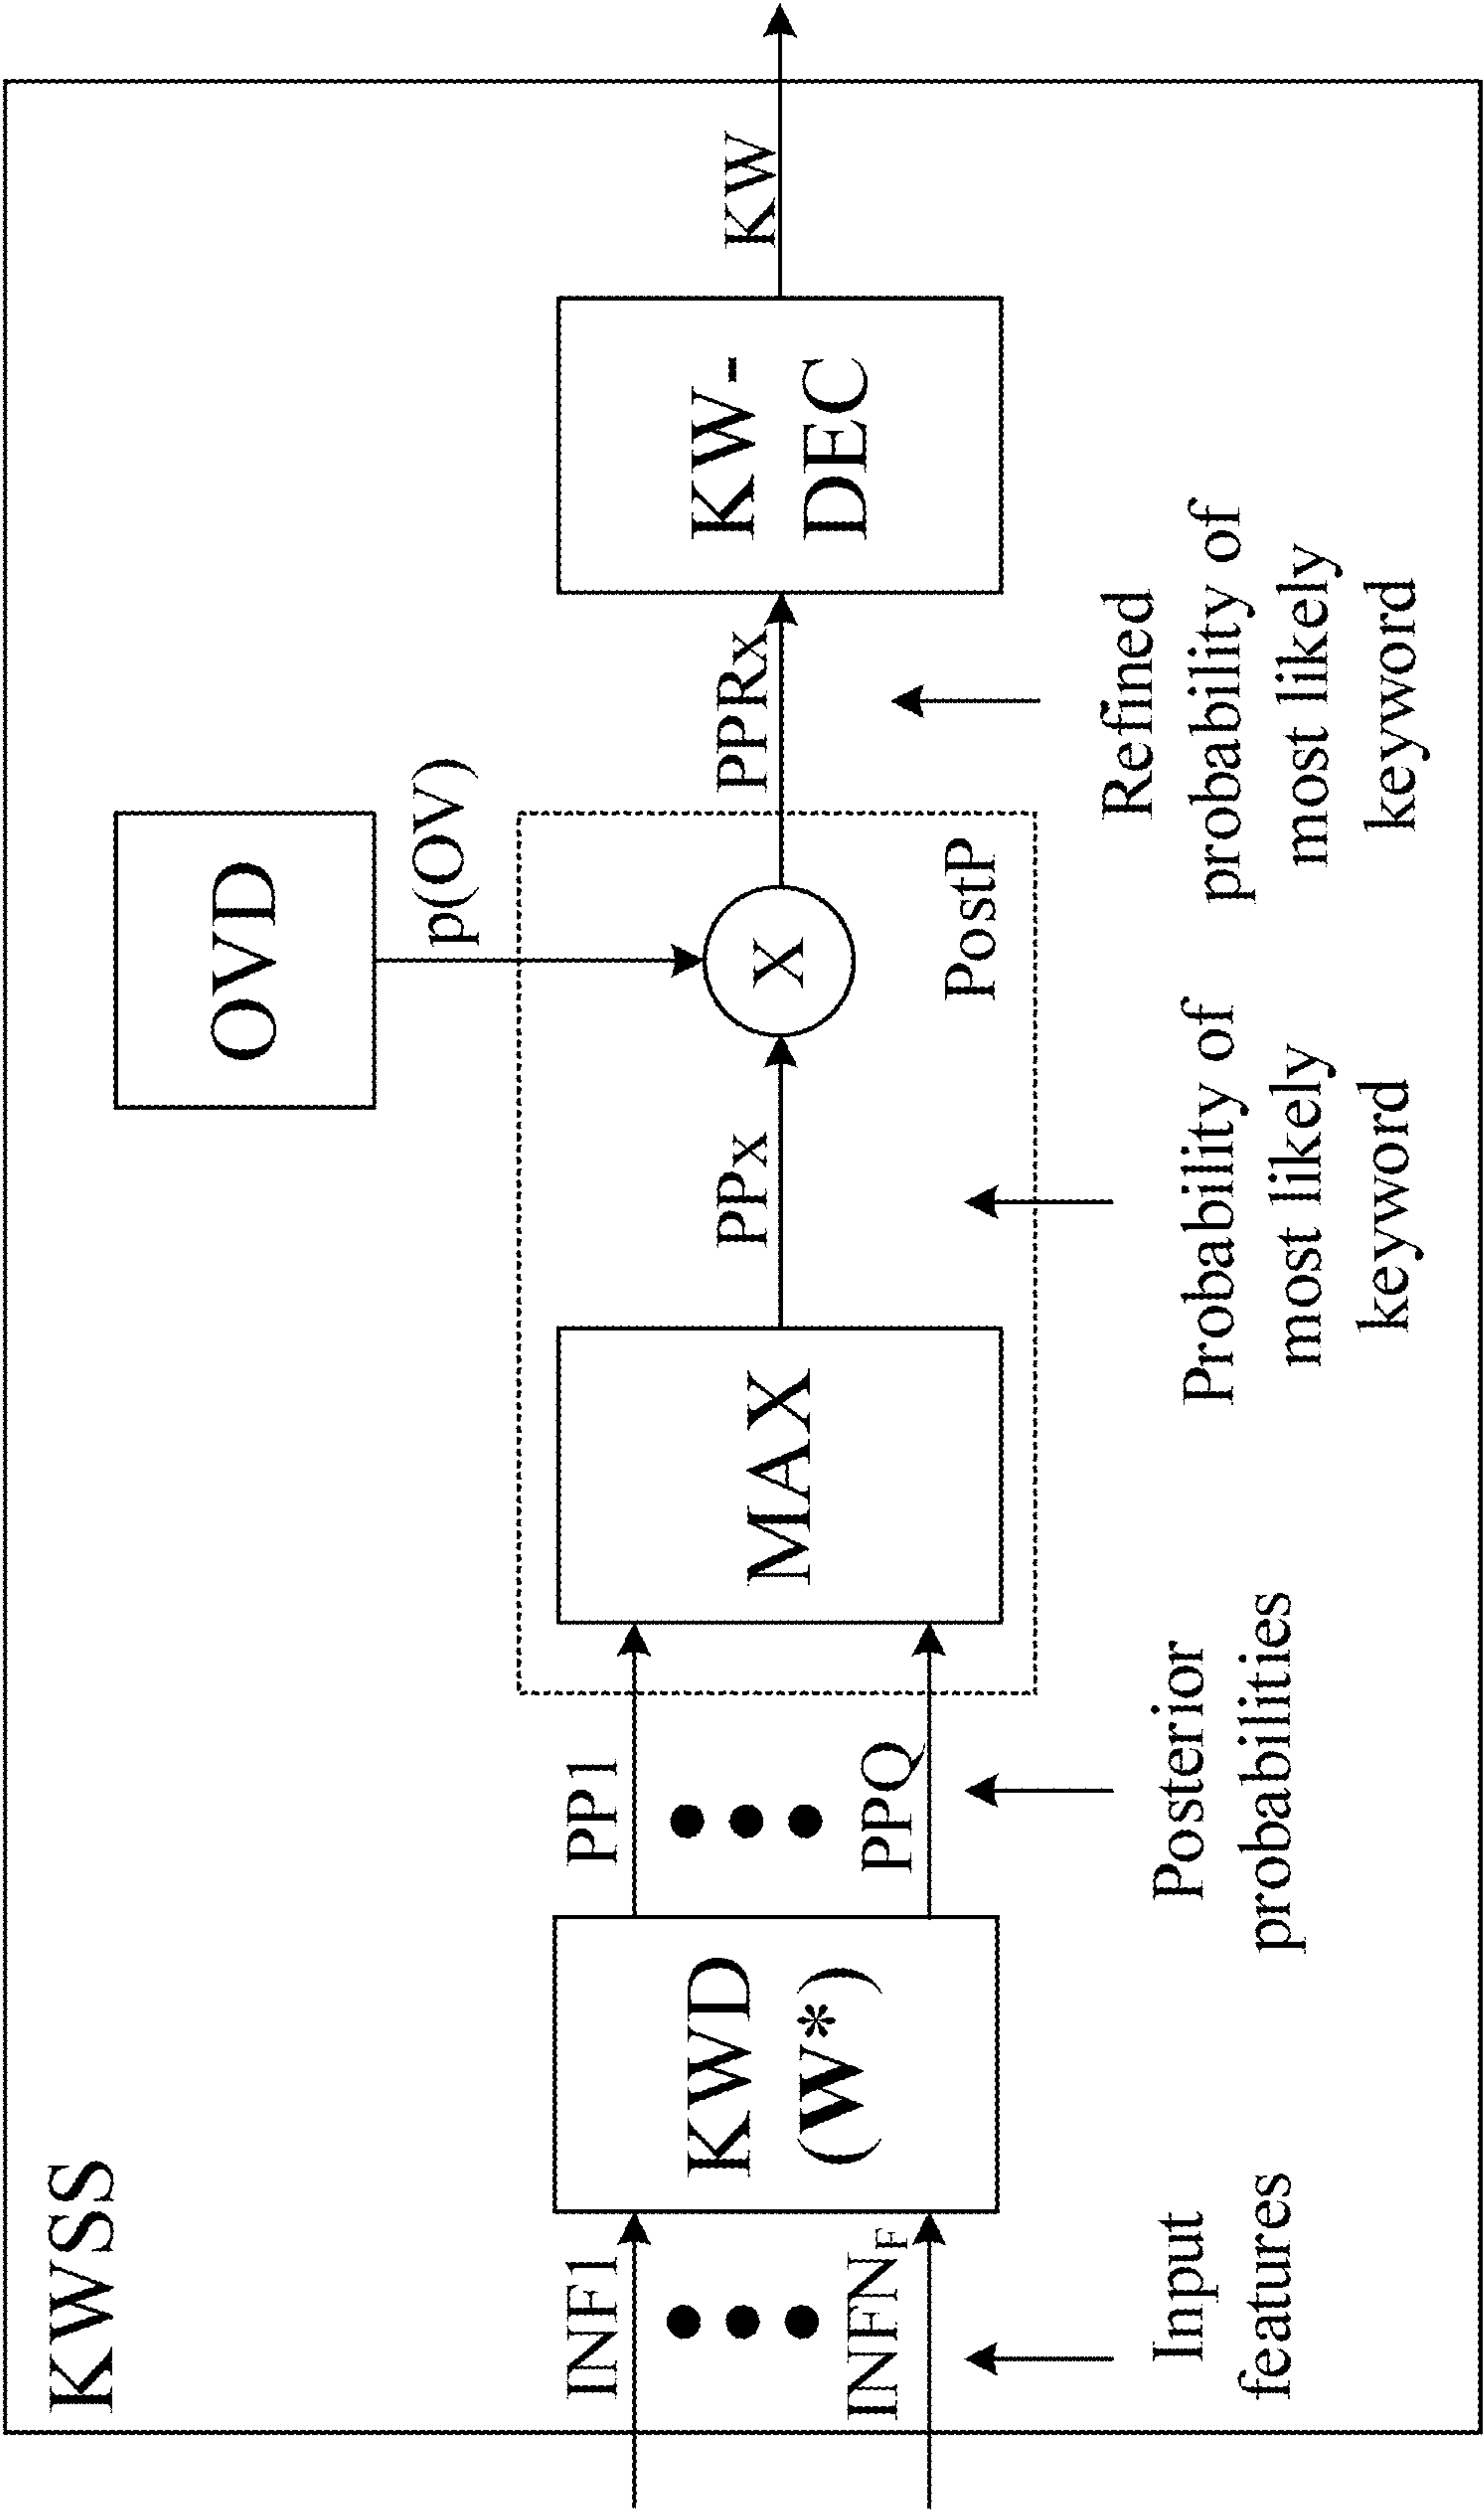 KWSS
OVD
p(OV)
INF1
INFN_F
KWD
(W*)
PP1
PPQ
MAX
PPx
X
PostP
PPRx
KW-
DEC
KW
Input
features
Posterior
probabilities
Probability of
most likely
keyword
Refined
probability of
most likely
keyword